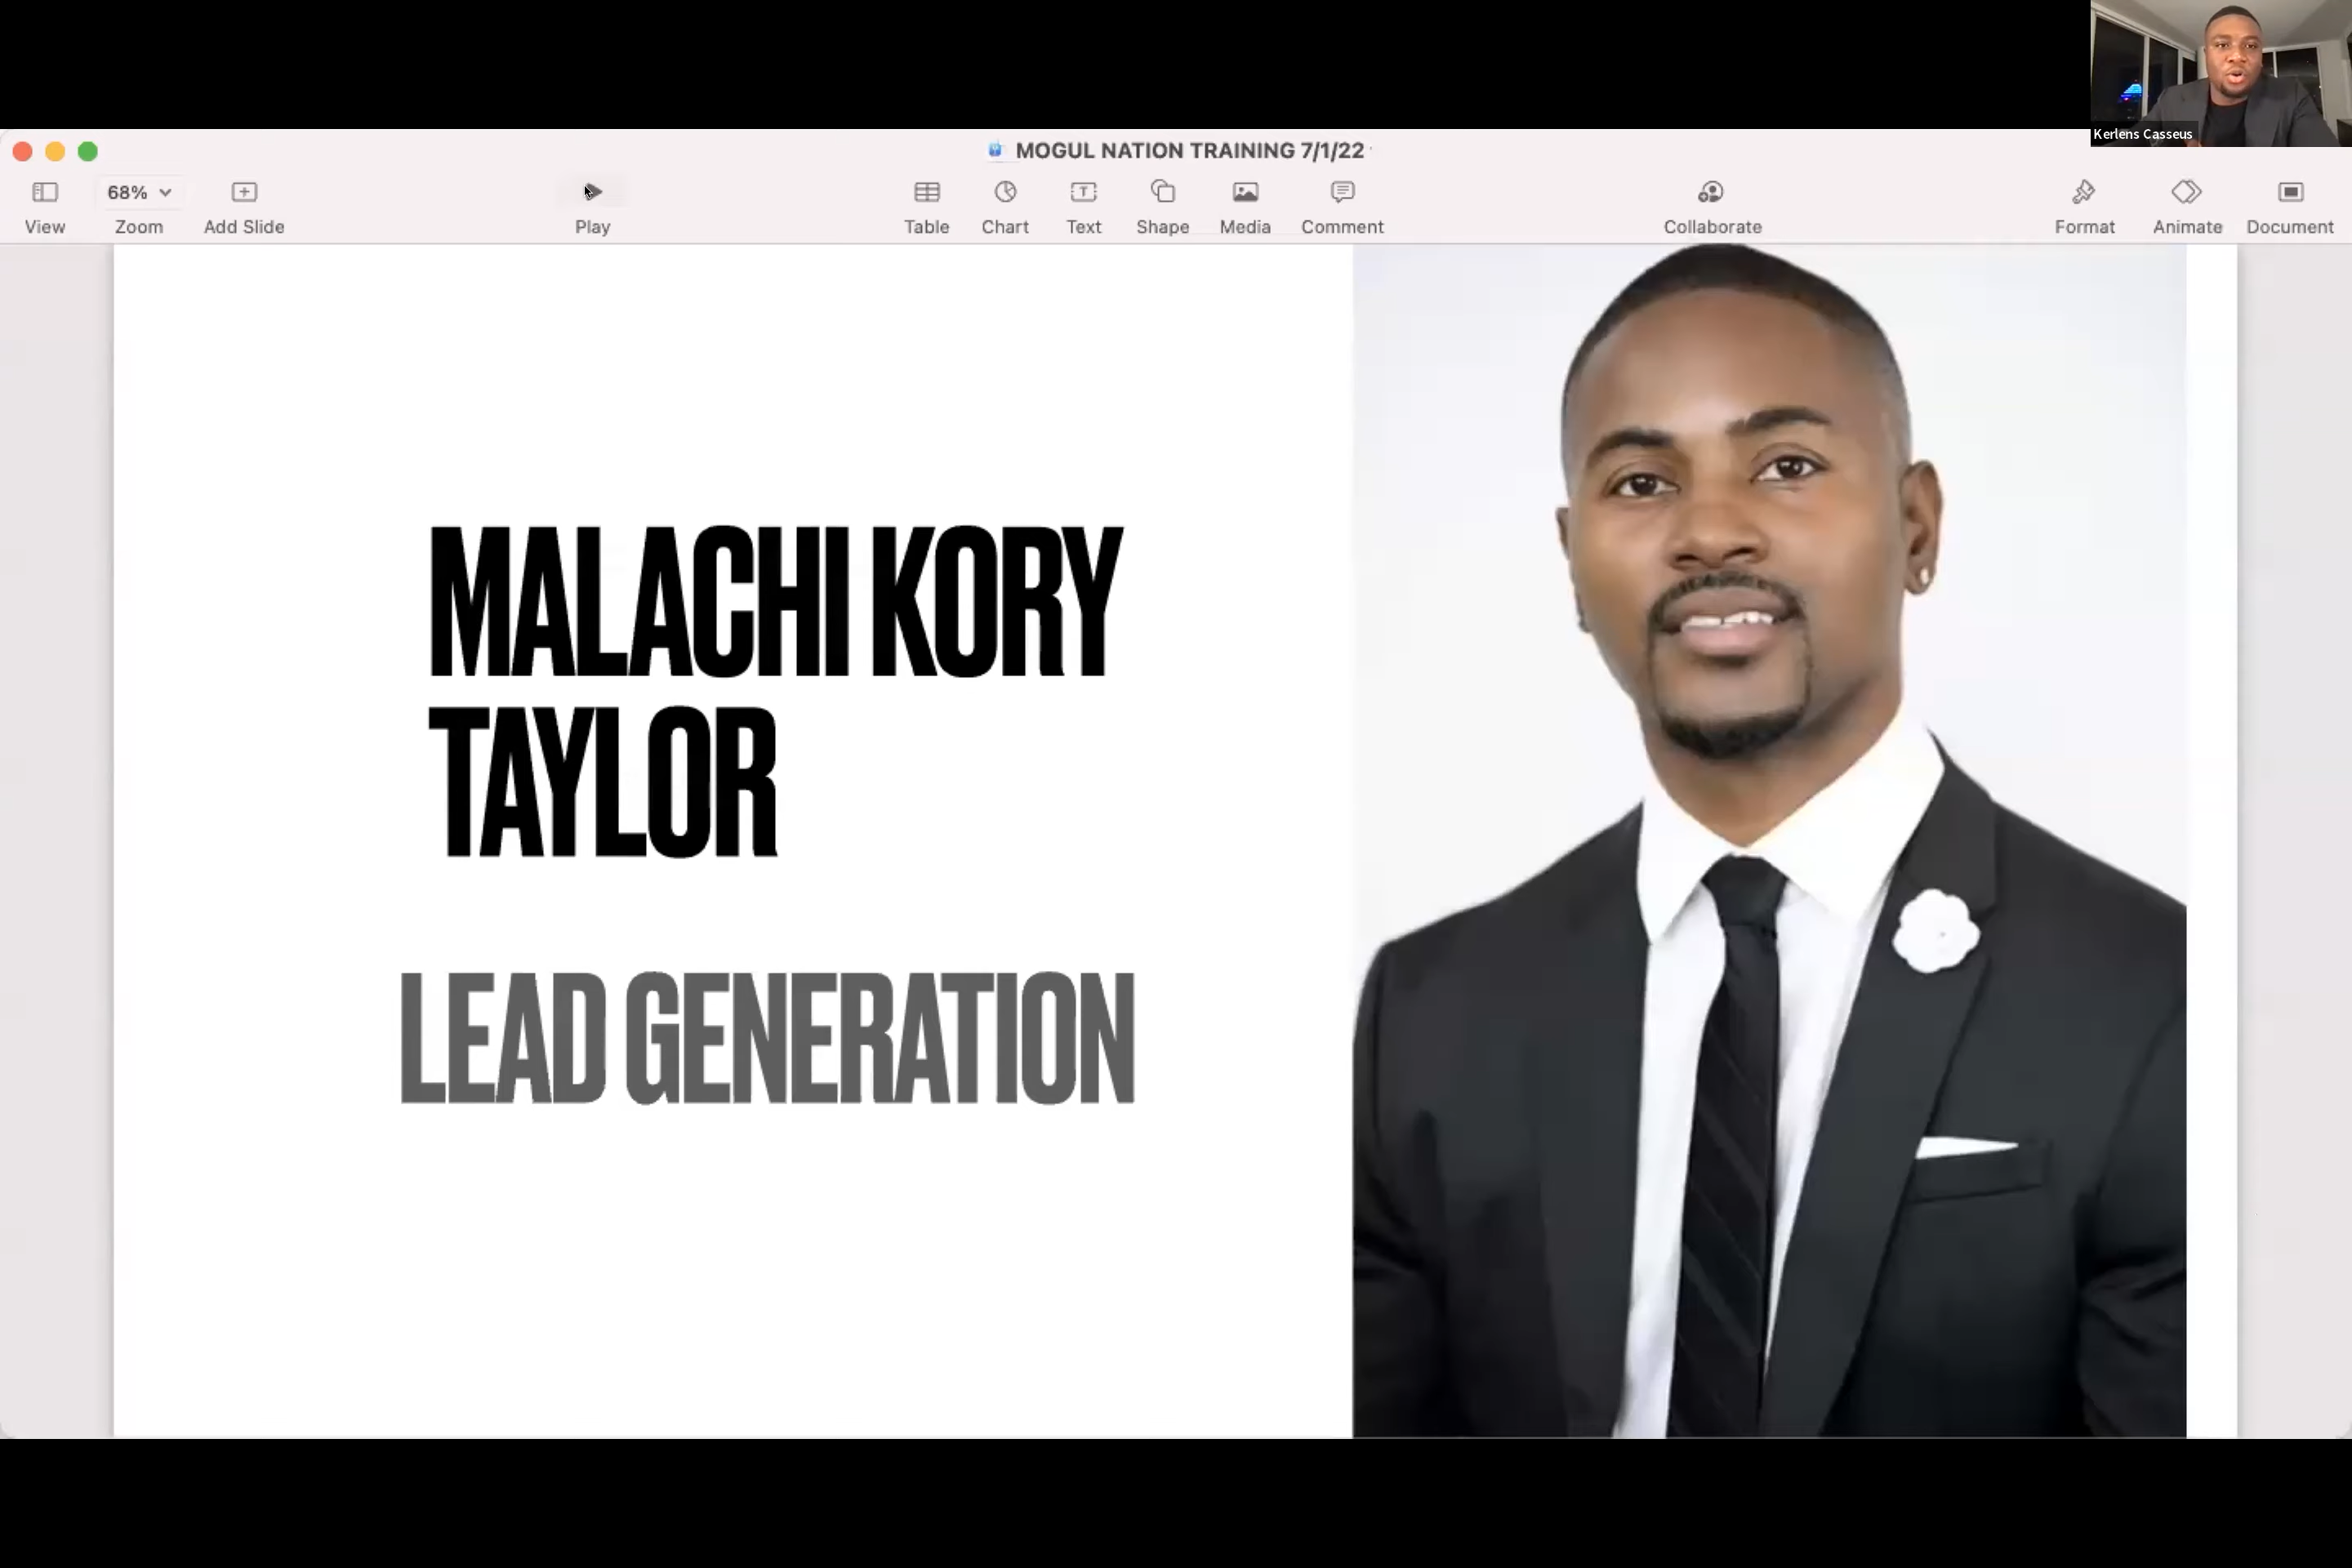 Kerlens Casseus
MOGUL NATION TRAINING 7/1/22
68%
View
Zoom
Add Slide
Play
Table
Chart
Text
Shape
Media
Comment
Collaborate
Format
Animate
Document
MALACHI KORY
TAYLOR
LEAD GENERATION